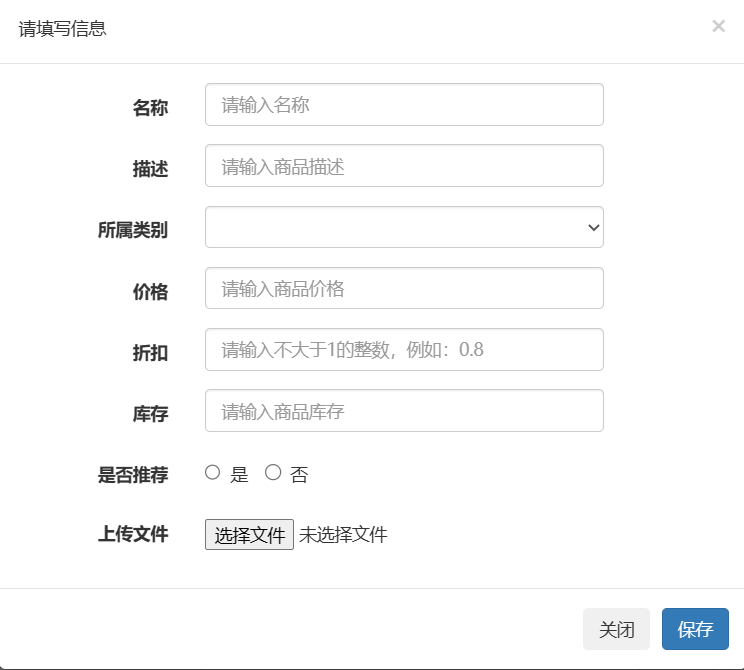 请填写信息
×
名称 请输入名称
描述 请输入商品描述
所属类别
价格 请输入商品价格
折扣 请输入不大于1的整数，例如：0.8
库存 请输入商品库存
是否推荐 是 否
上传文件 选择文件 未选择文件
关闭 保存